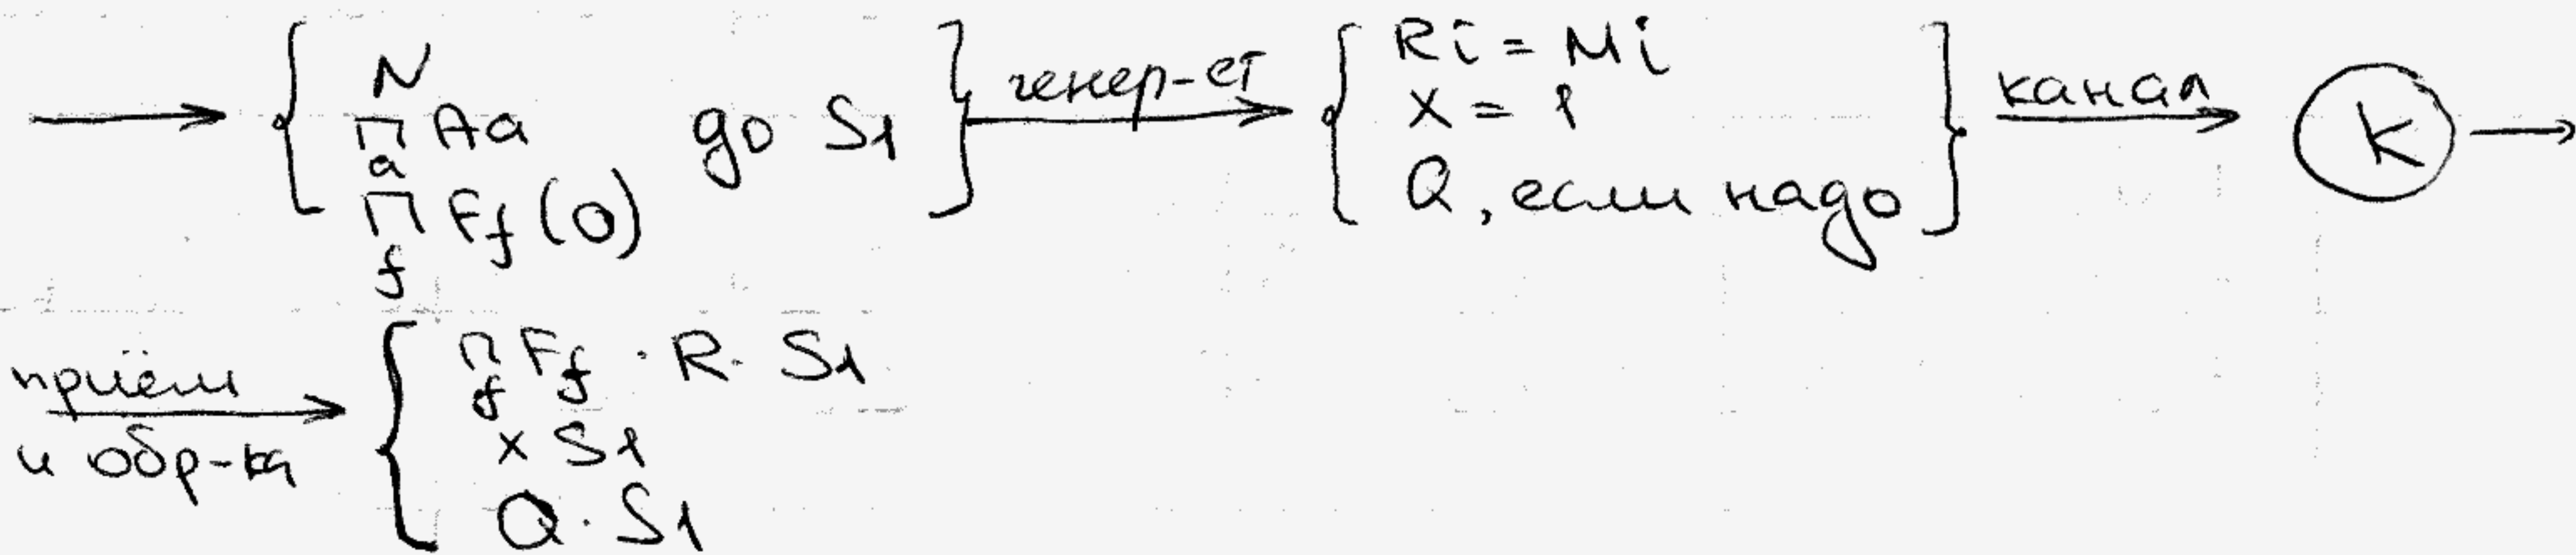 → { N
П Aa до S1 } генер-ет → { Ri = Mi
a
П Ff (0)
f
X = 1
Q, если надо } канал → K →
приём и обр-ка → { П Ff · R · S1
f
x S1
Q · S1